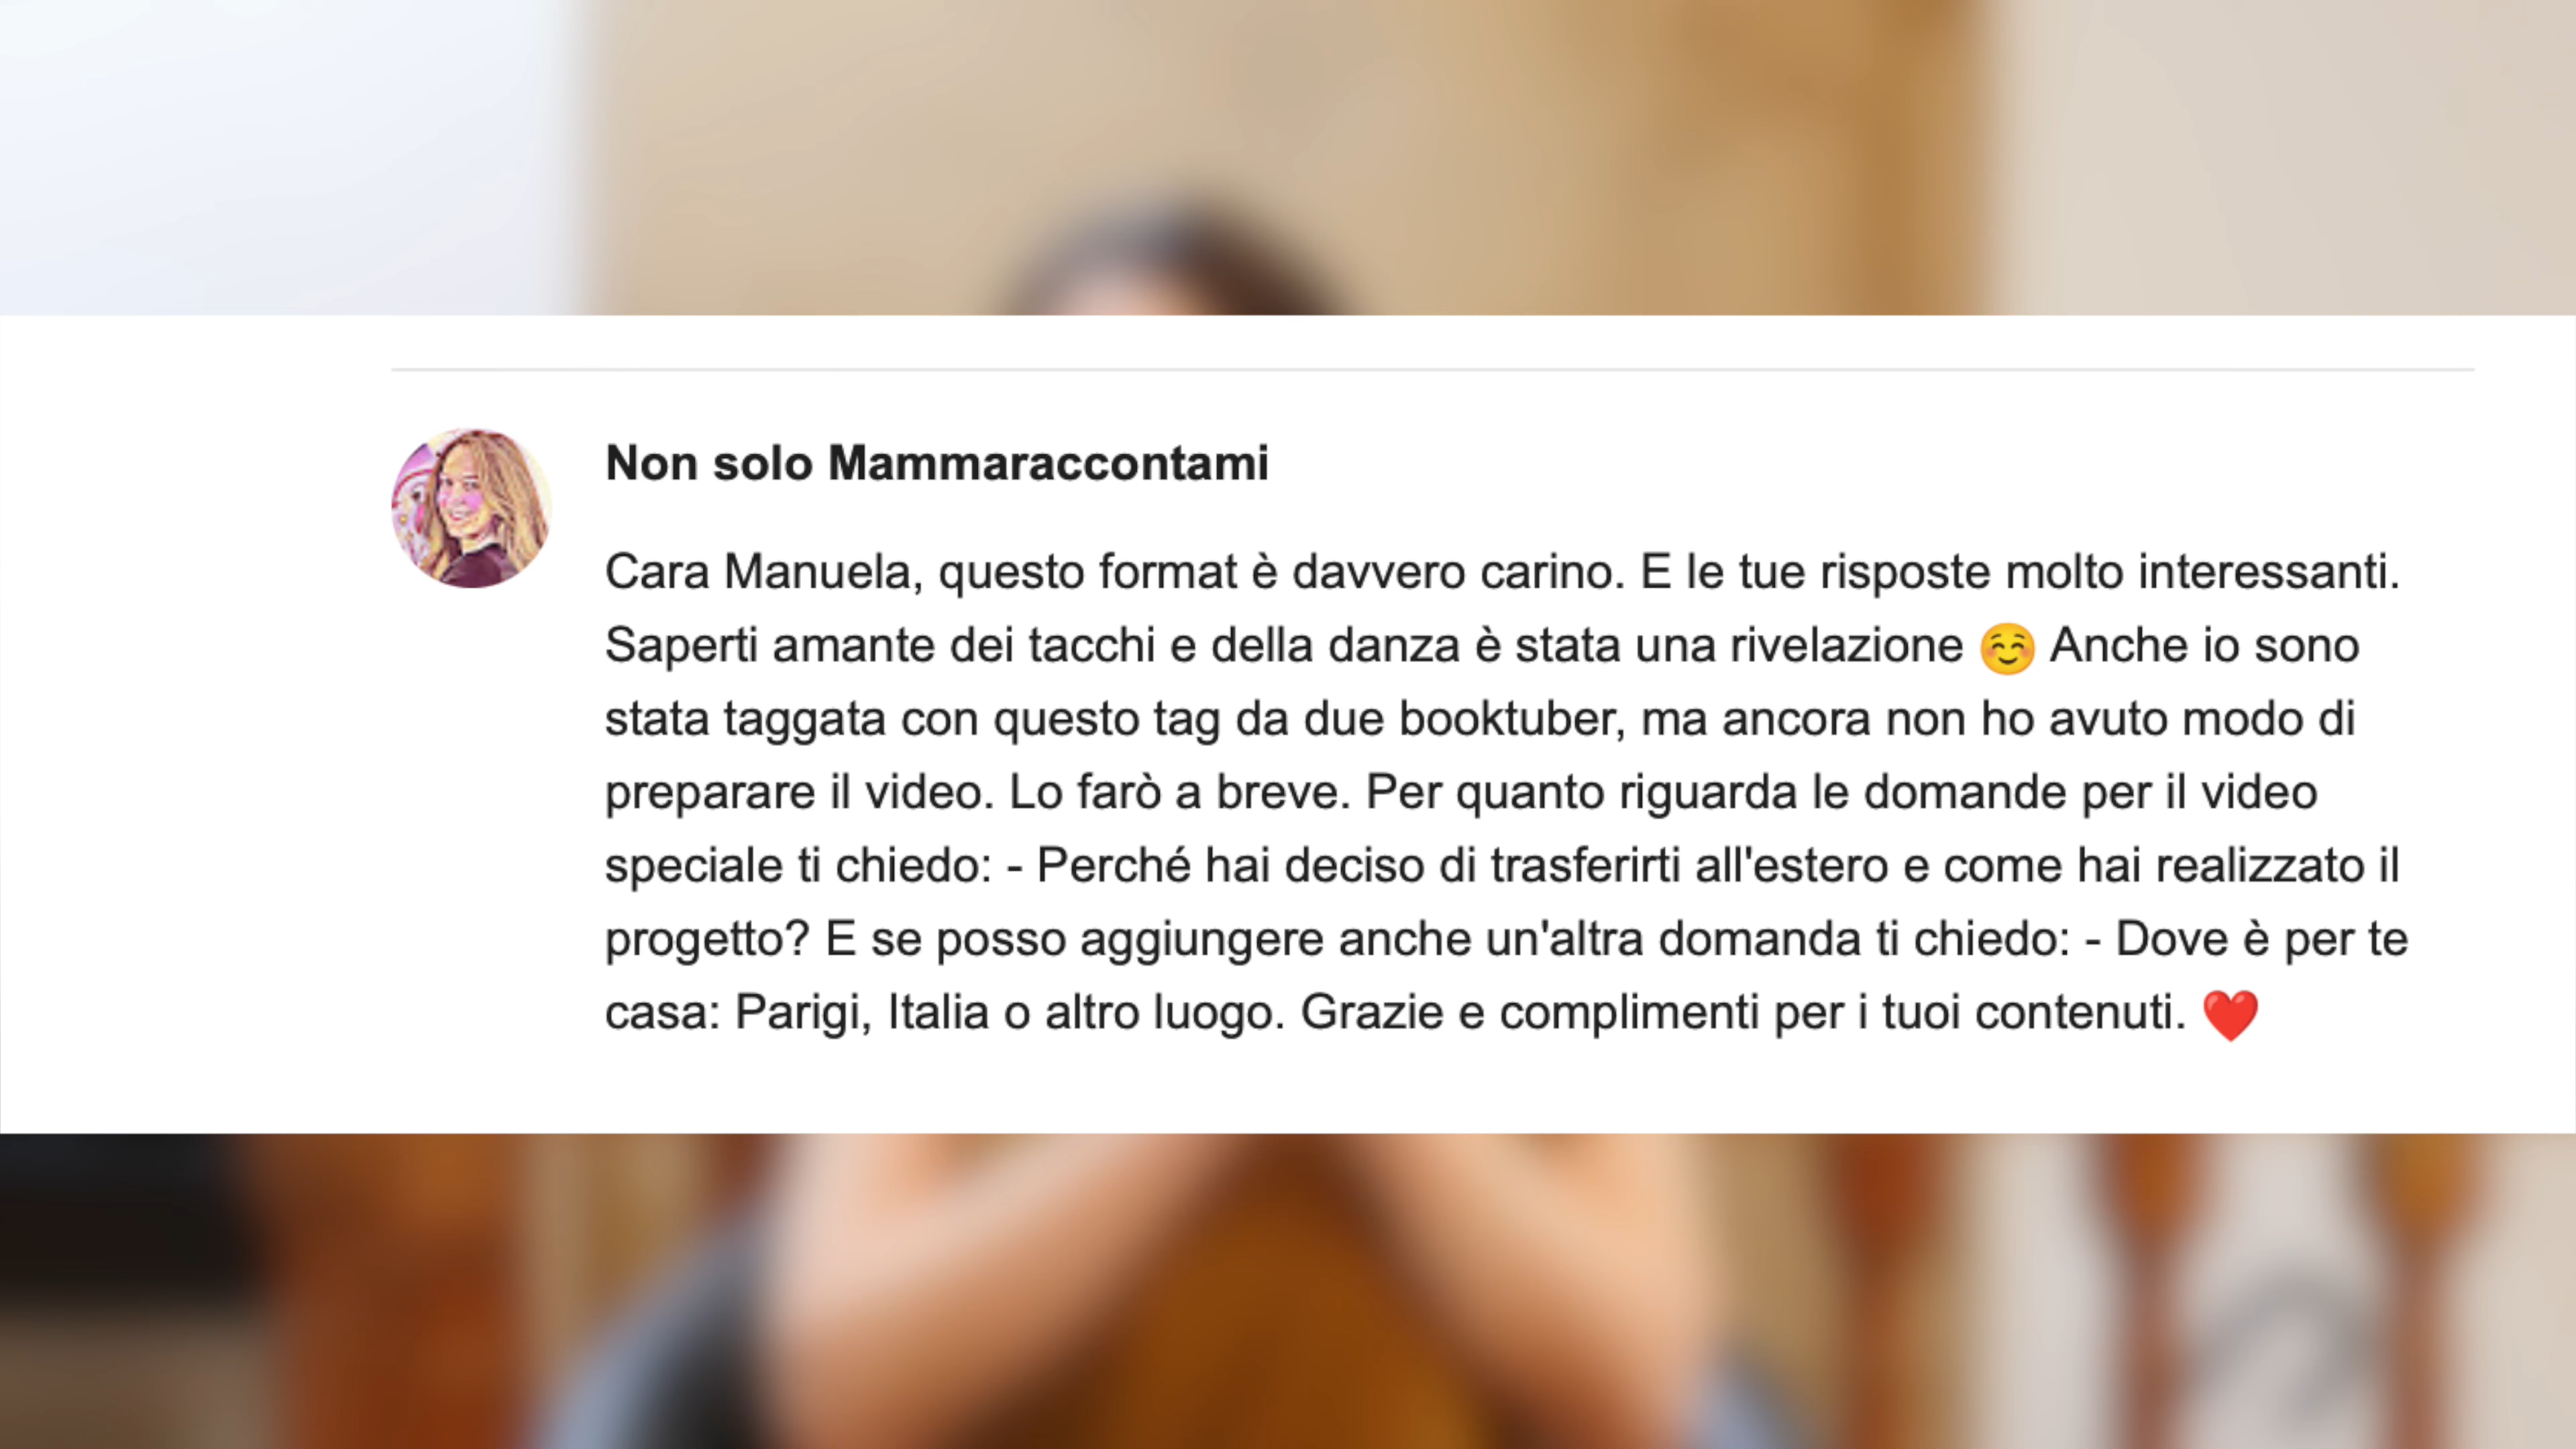 Non solo Mammaraccontami
Cara Manuela, questo format è davvero carino. E le tue risposte molto interessanti.
Saperti amante dei tacchi e della danza è stata una rivelazione ☺️ Anche io sono
stata taggata con questo tag da due booktuber, ma ancora non ho avuto modo di
preparare il video. Lo farò a breve. Per quanto riguarda le domande per il video
speciale ti chiedo: - Perché hai deciso di trasferirti all'estero e come hai realizzato il
progetto? E se posso aggiungere anche un'altra domanda ti chiedo: - Dove è per te
casa: Parigi, Italia o altro luogo. Grazie e complimenti per i tuoi contenuti. ❤️